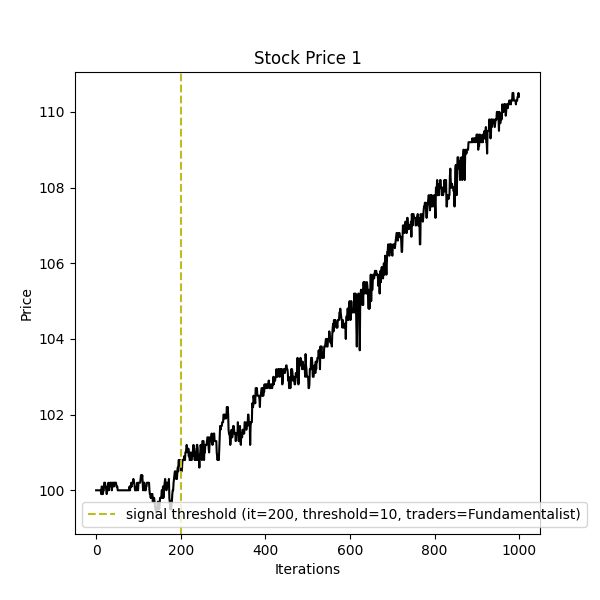 Stock Price 1
110
108
106
104
102
100
Price
signal threshold (it=200, threshold=10, traders=Fundamentalist)
0 200 400 600 800 1000
Iterations